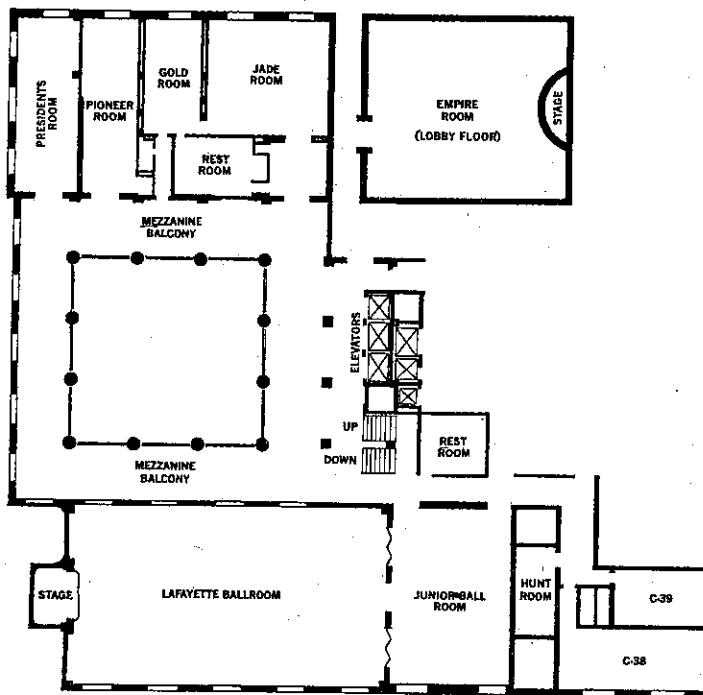 PRESIDENTS
ROOM
PIONEER
ROOM
GOLD
ROOM
JADE
ROOM
REST
ROOM
EMPIRE
ROOM
(LOBBY FLOOR)
STAGE
MEZZANINE
BALCONY
ELEVATORS
UP
DOWN
REST
ROOM
MEZZANINE
BALCONY
STAGE
LAFAYETTE BALLROOM
JUNIOR BALL
ROOM
HUNT
ROOM
C-39
C-38